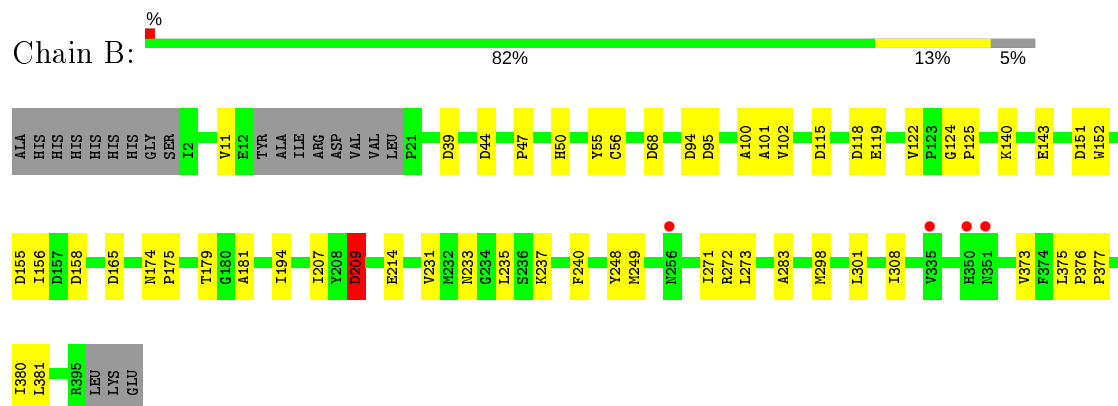 %
Chain B:
82% 13% 5%
ALA HIS HIS HIS HIS HIS HIS GLY SER I2 V11 E12 TYR ALA ILE ARG ASP VAL VAL LEU P21 D39 D44 P47 H50 Y55 C56 D68 D94 D95 A100 A101 V102 D115 D118 E119 V122 P123 G124 P125 K140 E143 D151 W152
D155 I156 D157 D158 D165 N174 P175 T179 G180 A181 I194 I207 Y208 D209 E214 V231 M232 N233 G234 L235 S236 K237 F240 Y248 M249 N256 I271 R272 L273 A283 M298 L301 I308 V335 H350 N351 V373 F374 L375 P376 P377
I380 L381 R395 LEU LYS GLU